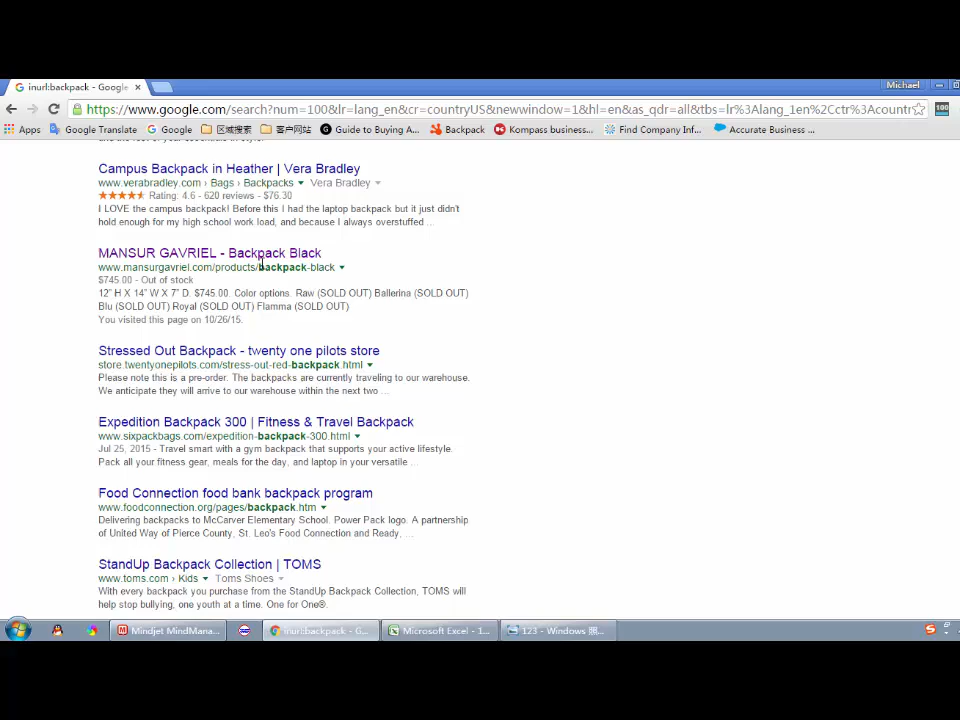 inurl:backpack - Google
Michael
https://www.google.com/search?num=100&lr=lang_en&cr=countryUS&newwindow=1&hl=en&as_qdr=all&tbs=lr%3Alang_1en%2Cctr%3Acountr
100
Apps Google Translate Google 区域搜索 客户网站 Guide to Buying A... Backpack Kompass business... Find Company Inf... Accurate Business ...
Campus Backpack in Heather | Vera Bradley
www.verabradley.com › Bags › Backpacks Vera Bradley
Rating: 4.6 - 620 reviews - $76.30
I LOVE the campus backpack! Before this I had the laptop backpack but it just didn't
hold enough for my high school work load, and because I always overstuffed ...
MANSUR GAVRIEL - Backpack Black
www.mansurgavriel.com/products/backpack-black
$745.00 - Out of stock
12" H X 14" W X 7" D. $745.00. Color options. Raw (SOLD OUT) Ballerina (SOLD OUT)
Blu (SOLD OUT) Royal (SOLD OUT) Flamma (SOLD OUT)
You visited this page on 10/26/15.
Stressed Out Backpack - twenty one pilots store
store.twentyonepilots.com/stress-out-red-backpack.html
Please note this is a pre-order. The backpacks are currently traveling to our warehouse.
We anticipate they will arrive to our warehouse within the next two ...
Expedition Backpack 300 | Fitness & Travel Backpack
www.sixpackbags.com/expedition-backpack-300.html
Jul 25, 2015 - Travel smart with a gym backpack that supports your active lifestyle.
Pack all your fitness gear, meals for the day, and laptop in your versatile ...
Food Connection food bank backpack program
www.foodconnection.org/pages/backpack.htm
Delivering backpacks to McCarver Elementary School. Power Pack logo. A partnership
of United Way of Pierce County, St. Leo's Food Connection and Ready, ...
StandUp Backpack Collection | TOMS
www.toms.com › Kids Toms Shoes
With every backpack you purchase from the StandUp Backpack Collection, TOMS will
help stop bullying, one youth at a time. One for One®.
Mindjet MindMana... inurl:backpack - G... Microsoft Excel - 1... 123 - Windows 照...